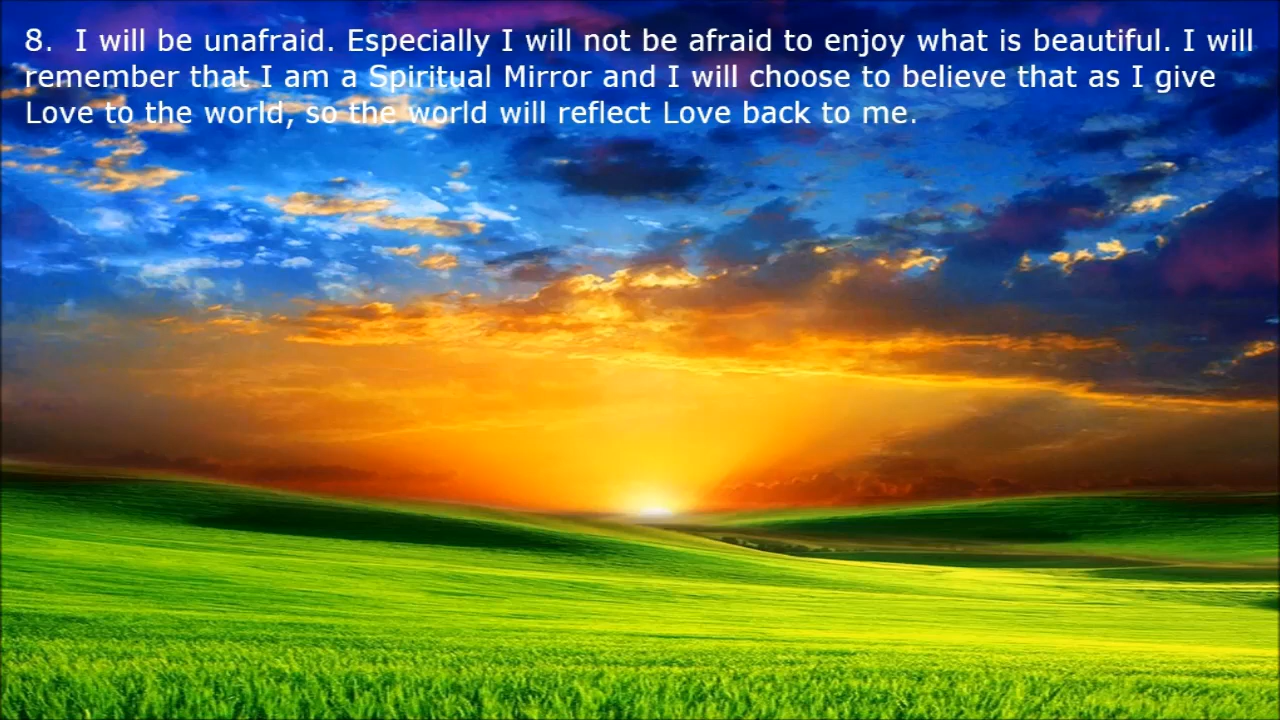 8.  I will be unafraid. Especially I will not be afraid to enjoy what is beautiful. I will
remember that I am a Spiritual Mirror and I will choose to believe that as I give
Love to the world, so the world will reflect Love back to me.